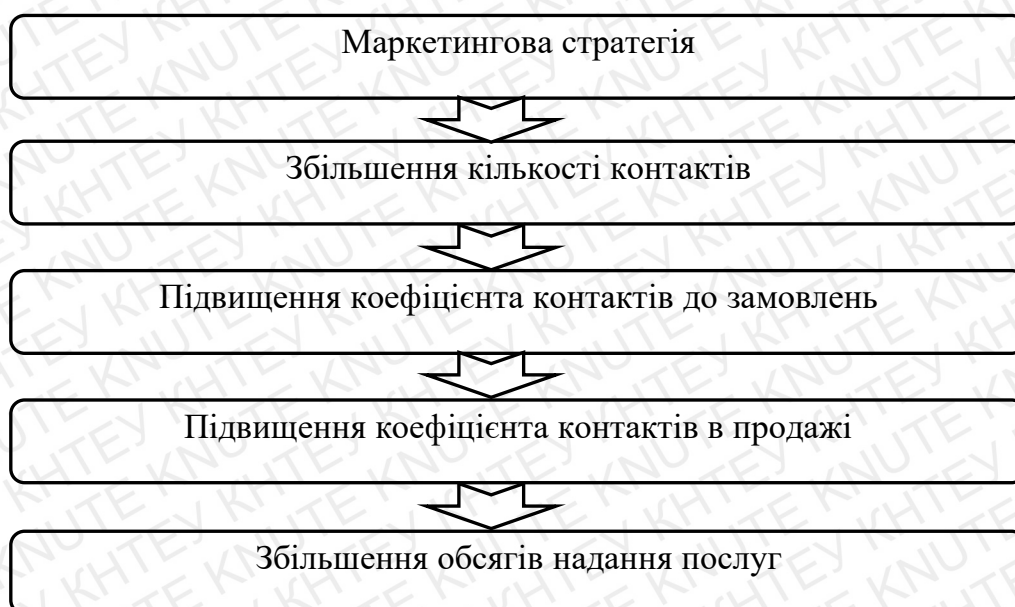 Маркетингова стратегія
Збільшення кількості контактів
Підвищення коефіцієнта контактів до замовлень
Підвищення коефіцієнта контактів в продажі
Збільшення обсягів надання послуг